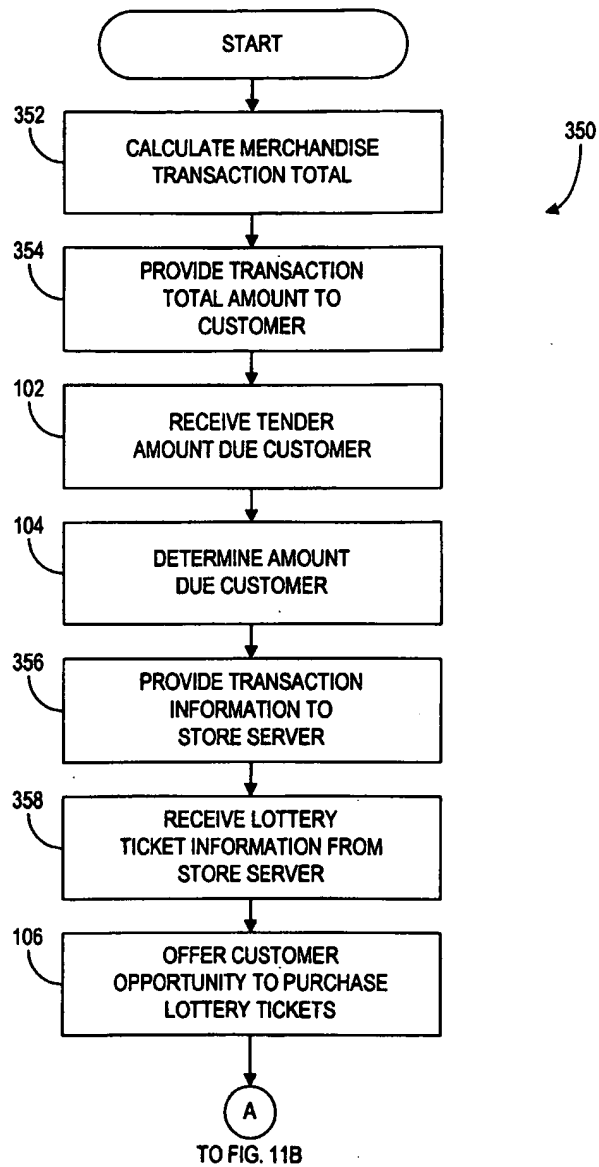 START
352
CALCULATE MERCHANDISE
TRANSACTION TOTAL
350
354
PROVIDE TRANSACTION
TOTAL AMOUNT TO
CUSTOMER
102
RECEIVE TENDER
AMOUNT DUE CUSTOMER
104
DETERMINE AMOUNT
DUE CUSTOMER
356
PROVIDE TRANSACTION
INFORMATION TO
STORE SERVER
358
RECEIVE LOTTERY
TICKET INFORMATION FROM
STORE SERVER
106
OFFER CUSTOMER
OPPORTUNITY TO PURCHASE
LOTTERY TICKETS
A
TO FIG. 11B